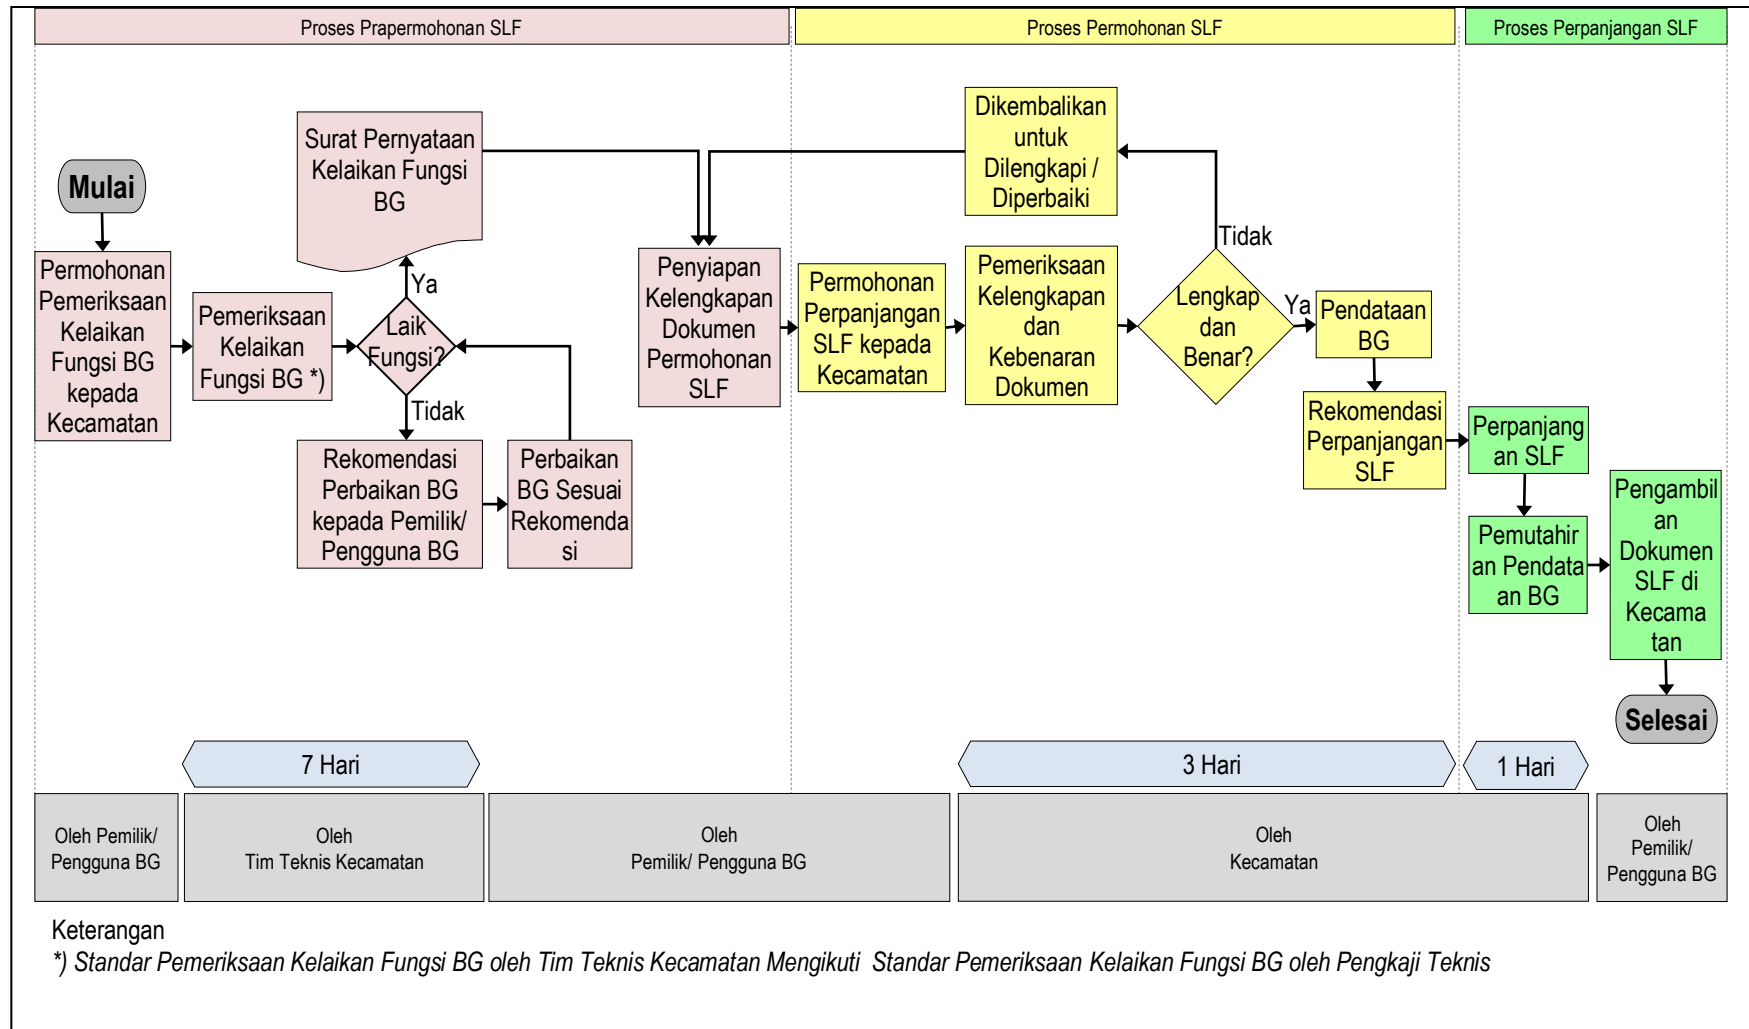 Proses Prapermohonan SLF
Proses Permohonan SLF
Proses Perpanjangan SLF
Mulai
Permohonan
Pemeriksaan
Kelaikan
Fungsi BG
kepada
Kecamatan
Pemeriksaan
Kelaikan
Fungsi BG *)
Laik
Fungsi?
Ya
Surat Pernyataan
Kelaikan Fungsi
BG
Tidak
Rekomendasi
Perbaikan BG
kepada Pemilik/
Pengguna BG
Perbaikan
BG Sesuai
Rekomenda
si
Penyiapan
Kelengkapan
Dokumen
Permohonan
SLF
Permohonan
Perpanjangan
SLF kepada
Kecamatan
Pemeriksaan
Kelengkapan
dan
Kebenaran
Dokumen
Lengkap
dan
Benar?
Tidak
Dikembalikan
untuk
Dilengkapi /
Diperbaiki
Ya
Pendataan
BG
Rekomendasi
Perpanjangan
SLF
Perpanjang
an SLF
Pemutahir
an Pendata
an BG
Pengambil
an
Dokumen
SLF di
Kecama
tan
Selesai
7 Hari
3 Hari
1 Hari
Oleh Pemilik/
Pengguna BG
Oleh
Tim Teknis Kecamatan
Oleh
Pemilik/ Pengguna BG
Oleh
Kecamatan
Oleh
Pemilik/
Pengguna BG
Keterangan
*) Standar Pemeriksaan Kelaikan Fungsi BG oleh Tim Teknis Kecamatan Mengikuti  Standar Pemeriksaan Kelaikan Fungsi BG oleh Pengkaji Teknis